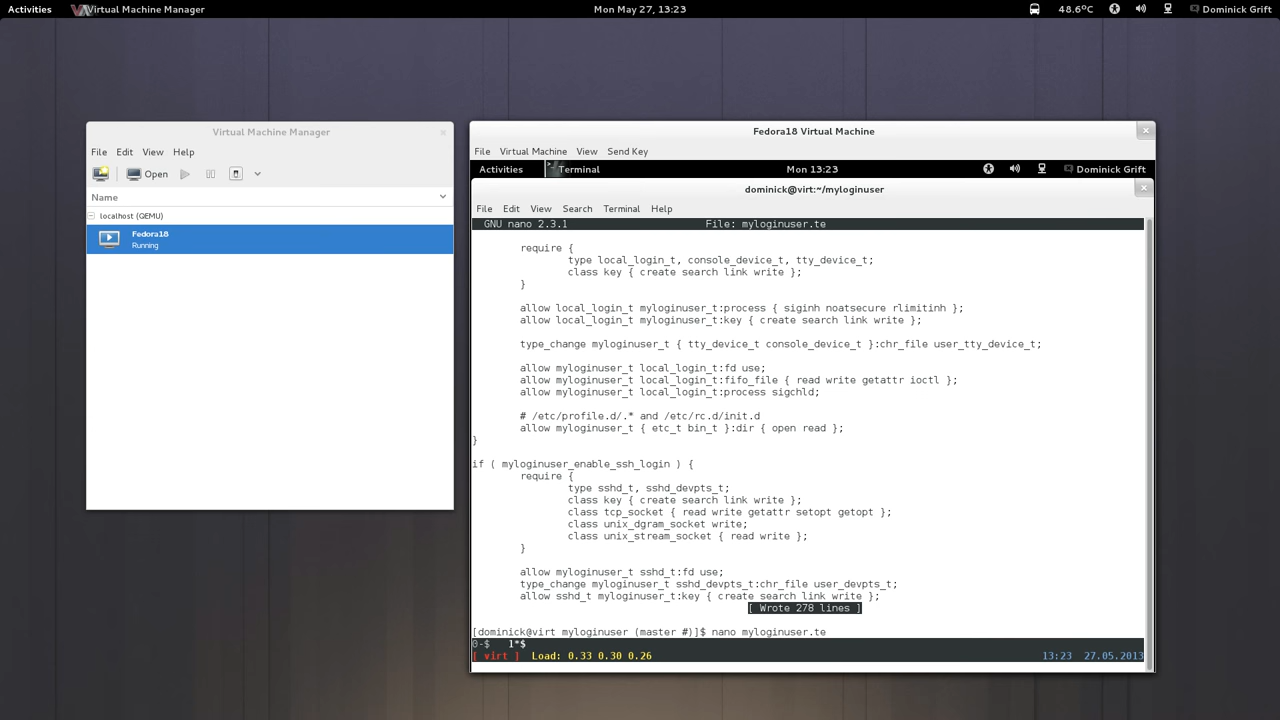 Activities Virtual Machine Manager Mon May 27, 13:23 48.6ºC Dominick Grift
Virtual Machine Manager
File Edit View Help
Open
Name
localhost (QEMU)
Fedora18
Running
Fedora18 Virtual Machine
File Virtual Machine View Send Key
Activities Terminal Mon 13:23 Dominick Grift
dominick@virt:~/myloginuser
File Edit View Search Terminal Help
GNU nano 2.3.1 File: myloginuser.te
require {
type local_login_t, console_device_t, tty_device_t;
class key { create search link write };
}
allow local_login_t myloginuser_t:process { siginh noatsecure rlimitinh };
allow local_login_t myloginuser_t:key { create search link write };
type_change myloginuser_t { tty_device_t console_device_t }:chr_file user_tty_device_t;
allow myloginuser_t local_login_t:fd use;
allow myloginuser_t local_login_t:fifo_file { read write getattr ioctl };
allow myloginuser_t local_login_t:process sigchld;
# /etc/profile.d/.* and /etc/rc.d/init.d
allow myloginuser_t { etc_t bin_t }:dir { open read };
}
if ( myloginuser_enable_ssh_login ) {
require {
type sshd_t, sshd_devpts_t;
class key { create search link write };
class tcp_socket { read write getattr setopt getopt };
class unix_dgram_socket write;
class unix_stream_socket { read write };
}
allow myloginuser_t sshd_t:fd use;
type_change myloginuser_t sshd_devpts_t:chr_file user_devpts_t;
allow sshd_t myloginuser_t:key { create search link write };
[ Wrote 278 lines ]
[dominick@virt myloginuser (master #)]$ nano myloginuser.te
0-$ 1*$
[ virt ] Load: 0.33 0.30 0.26 13:23 27.05.2013